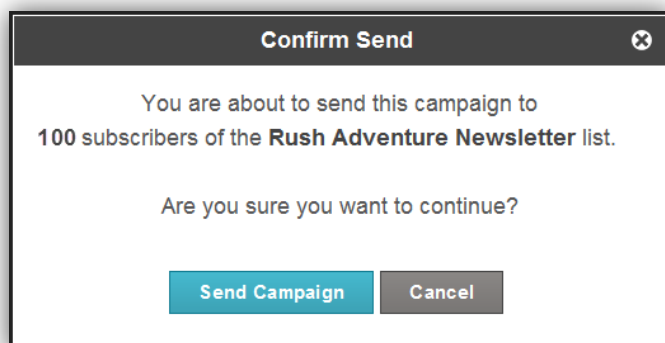 Confirm Send
You are about to send this campaign to
100 subscribers of the Rush Adventure Newsletter list.
Are you sure you want to continue?
Send Campaign Cancel